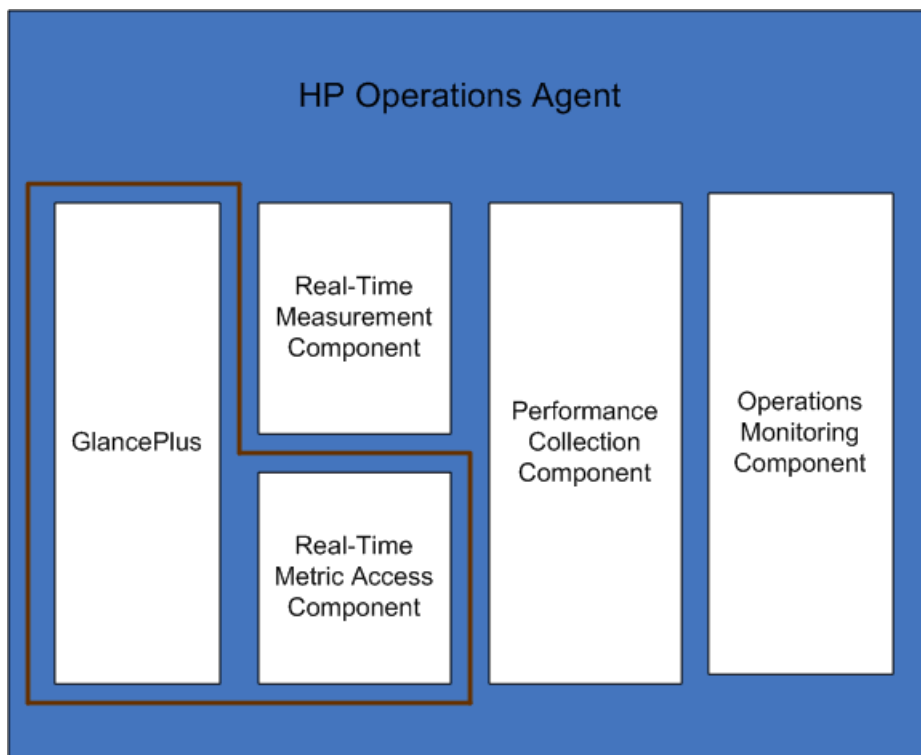 HP Operations Agent
GlancePlus
Real-Time
Measurement
Component
Real-Time
Metric Access
Component
Performance
Collection
Component
Operations
Monitoring
Component